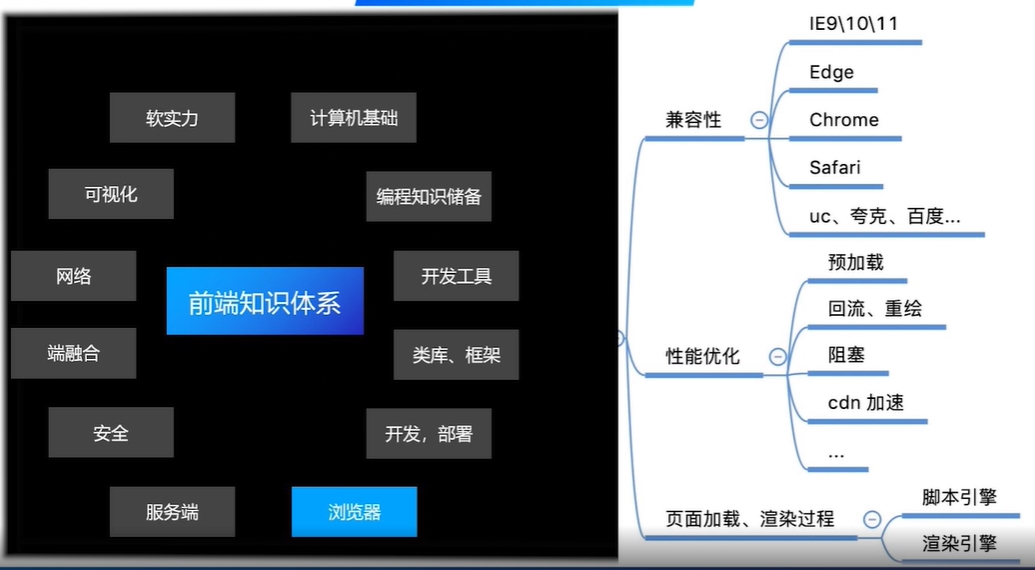 软实力
计算机基础
可视化
编程知识储备
网络
开发工具
前端知识体系
端融合
类库、框架
安全
开发，部署
服务端
浏览器
兼容性
IE9\10\11
Edge
Chrome
Safari
uc、夸克、百度...
性能优化
预加载
回流、重绘
阻塞
cdn 加速
...
页面加载、渲染过程
脚本引擎
渲染引擎